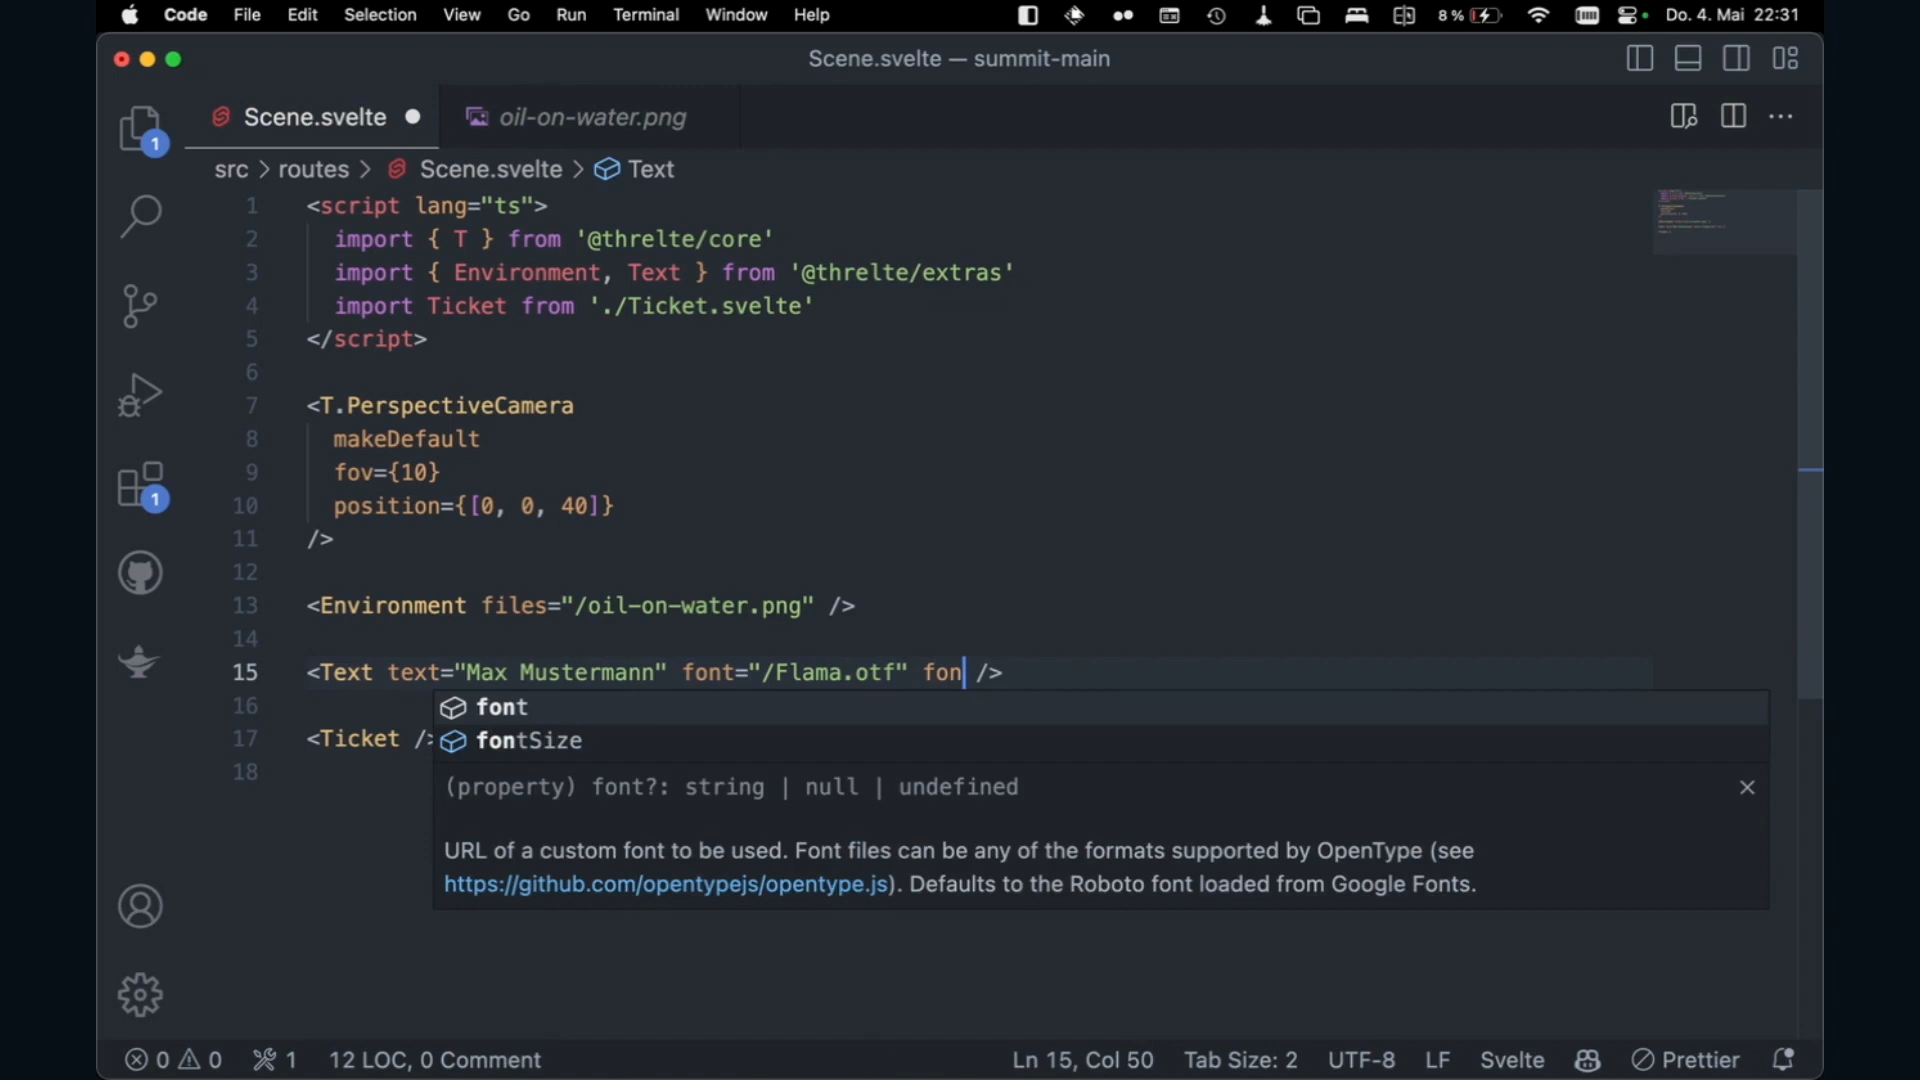 Code File Edit Selection View Go Run Terminal Window Help 8 % Do. 4. Mai 22:31
Scene.svelte — summit-main
Scene.svelte oil-on-water.png
src > routes > Scene.svelte > Text
1 <script lang="ts">
2 import { T } from '@threlte/core'
3 import { Environment, Text } from '@threlte/extras'
4 import Ticket from './Ticket.svelte'
5 </script>
6
7 <T.PerspectiveCamera
8 makeDefault
9 fov={10}
10 position={[0, 0, 40]}
11 />
12
13 <Environment files="/oil-on-water.png" />
14
15 <Text text="Max Mustermann" font="/Flama.otf" fon />
16 font
17 <Ticket /> fontSize
18
(property) font?: string | null | undefined
URL of a custom font to be used. Font files can be any of the formats supported by OpenType (see
https://github.com/opentypejs/opentype.js). Defaults to the Roboto font loaded from Google Fonts.
1
1
0 0 1 12 LOC, 0 Comment Ln 15, Col 50 Tab Size: 2 UTF-8 LF Svelte Prettier